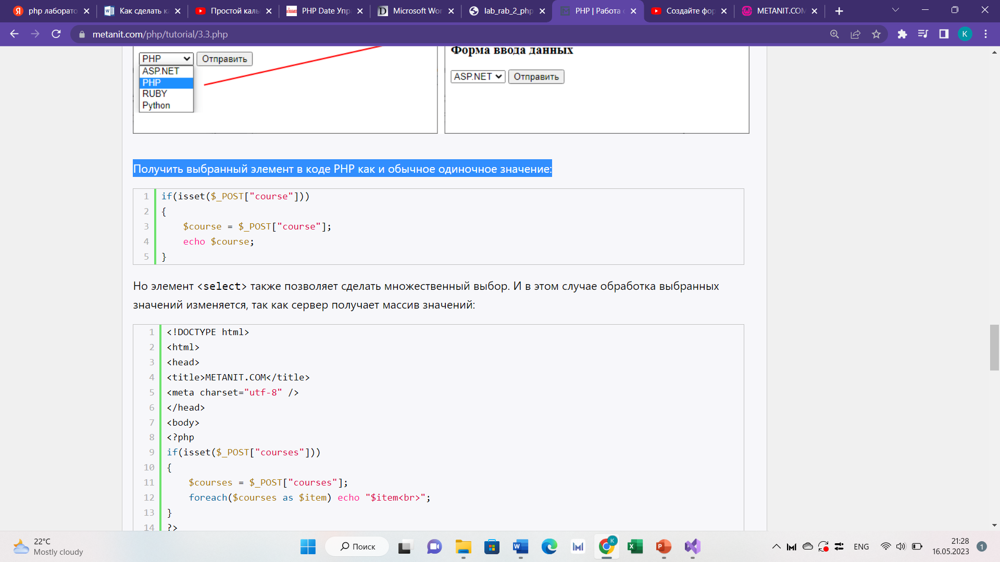 php лаборато
Как сделать к
Простой каль
PHP Date Упр
Microsoft Wor
lab_rab_2_php
PHP | Работа с
Создайте фор
METANIT.COM
metanit.com/php/tutorial/3.3.php
K
PHP Отправить
ASP.NET
PHP
RUBY
Python
Форма ввода данных
ASP.NET Отправить
Получить выбранный элемент в коде PHP как и обычное одиночное значение:
1 if(isset($_POST["course"]))
2 {
3 $course = $_POST["course"];
4 echo $course;
5 }
Но элемент <select> также позволяет сделать множественный выбор. И в этом случае обработка выбранных
значений изменяется, так как сервер получает массив значений:
1 <!DOCTYPE html>
2 <html>
3 <head>
4 <title>METANIT.COM</title>
5 <meta charset="utf-8" />
6 </head>
7 <body>
8 <?php
9 if(isset($_POST["courses"]))
10 {
11 $courses = $_POST["courses"];
12 foreach($courses as $item) echo "$item<br>";
13 }
14 ?>
22°C
Mostly cloudy
Поиск
ENG
21:28
16.05.2023
1